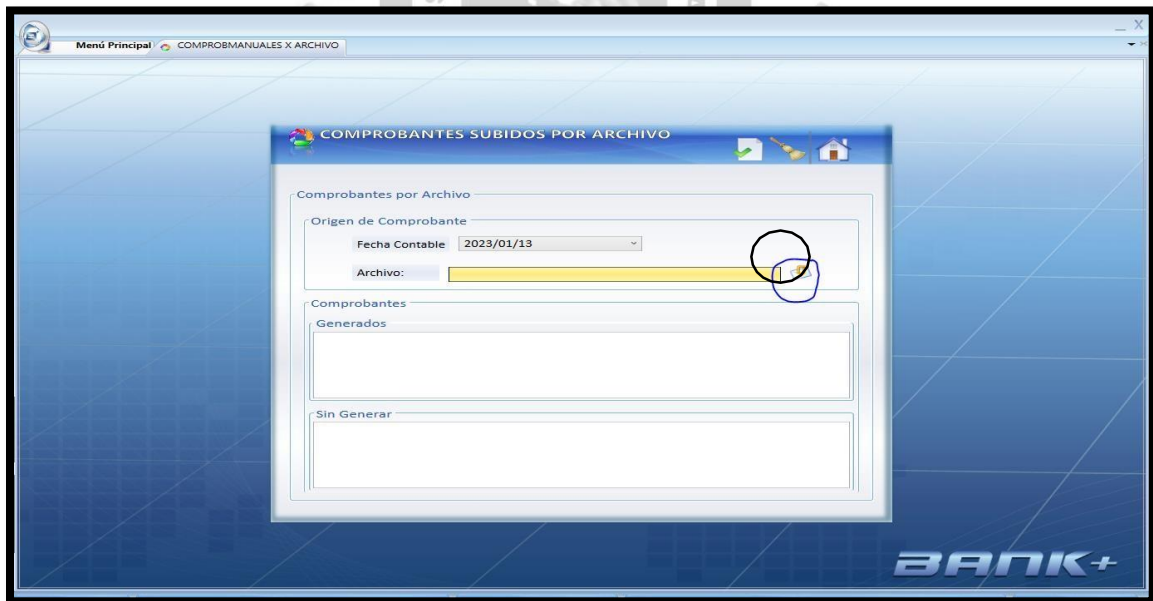 X
Menú Principal COMPROBMANUALES X ARCHIVO
COMPROBANTES SUBIDOS POR ARCHIVO
Comprobantes por Archivo
Origen de Comprobante
Fecha Contable 2023/01/13
Archivo:
Comprobantes
Generados
Sin Generar
BANK+